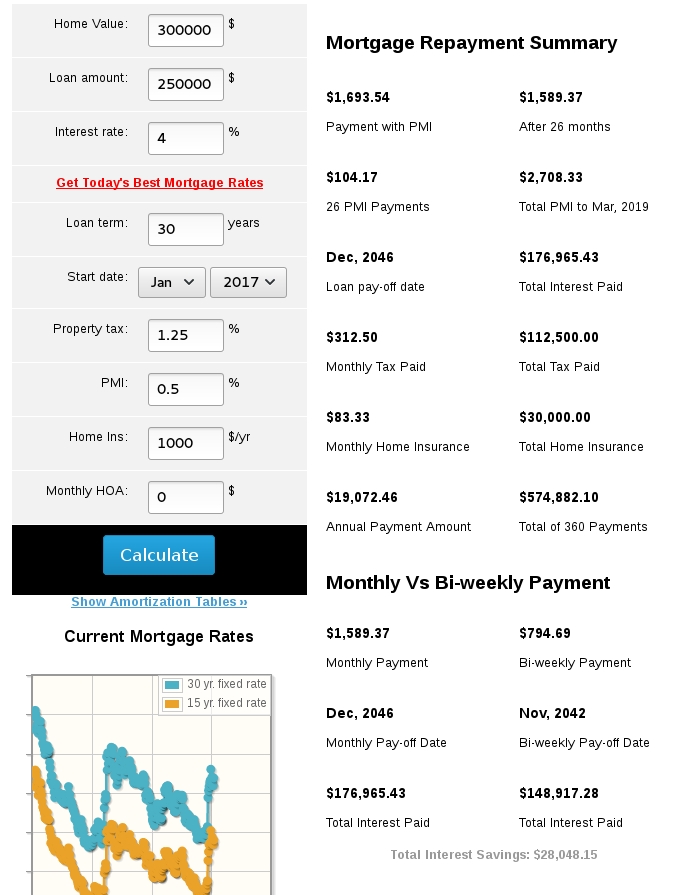 Home Value: 300000 $
Loan amount: 250000 $
Interest rate: 4 %
Get Today's Best Mortgage Rates
Loan term: 30 years
Start date: Jan 2017
Property tax: 1.25 %
PMI: 0.5 %
Home Ins: 1000 $/yr
Monthly HOA: 0 $
Calculate
Show Amortization Tables ››
Current Mortgage Rates
30 yr. fixed rate
15 yr. fixed rate
Mortgage Repayment Summary
$1,693.54 $1,589.37
Payment with PMI After 26 months
$104.17 $2,708.33
26 PMI Payments Total PMI to Mar, 2019
Dec, 2046 $176,965.43
Loan pay-off date Total Interest Paid
$312.50 $112,500.00
Monthly Tax Paid Total Tax Paid
$83.33 $30,000.00
Monthly Home Insurance Total Home Insurance
$19,072.46 $574,882.10
Annual Payment Amount Total of 360 Payments
Monthly Vs Bi-weekly Payment
$1,589.37 $794.69
Monthly Payment Bi-weekly Payment
Dec, 2046 Nov, 2042
Monthly Pay-off Date Bi-weekly Pay-off Date
$176,965.43 $148,917.28
Total Interest Paid Total Interest Paid
Total Interest Savings: $28,048.15